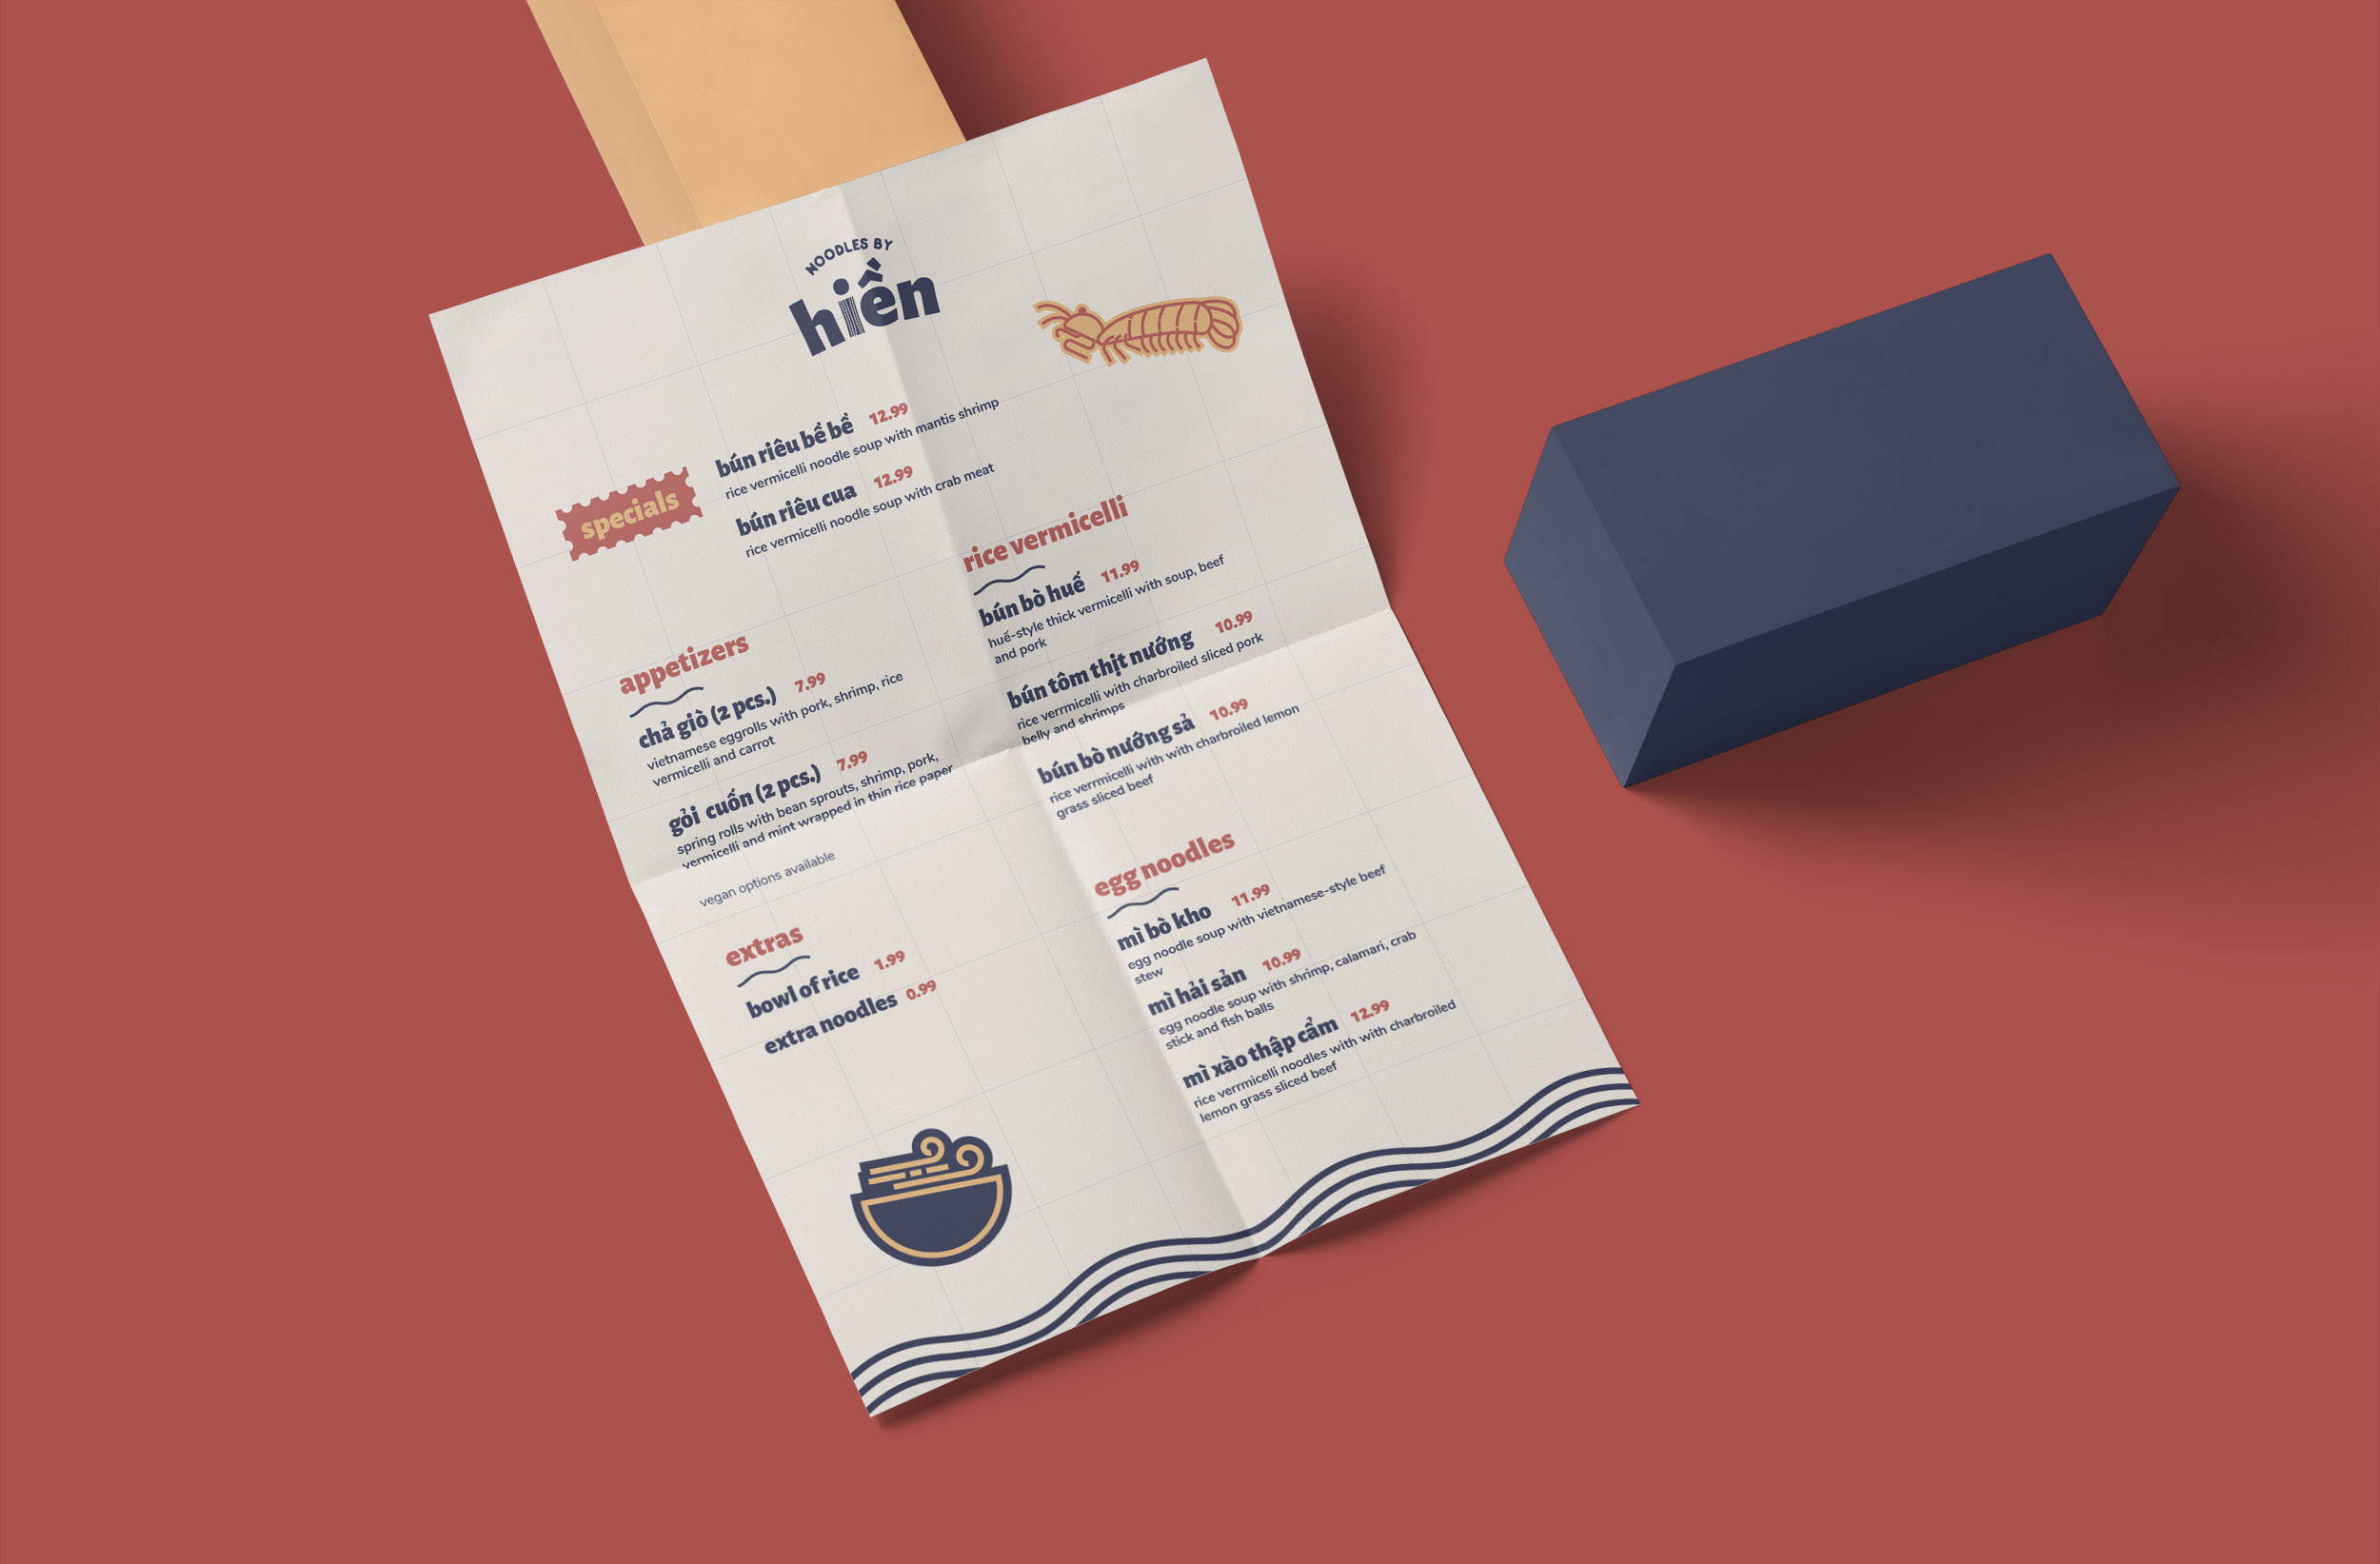 NOODLES BY
hiền
specials
bún riêu bề bề 12.99
rice vermicelli noodle soup with mantis shrimp
bún riêu cua 12.99
rice vermicelli noodle soup with crab meat
appetizers
chả giò (2 pcs.) 7.99
vietnamese eggrolls with pork, shrimp, rice
vermicelli and carrot
gỏi cuốn (2 pcs.) 7.99
spring rolls with bean sprouts, shrimp, pork,
vermicelli and mint wrapped in thin rice paper
vegan options available
extras
bowl of rice 1.99
extra noodles 0.99
rice vermicelli
bún bò huế 11.99
huế-style thick vermicelli with soup, beef
and pork
bún tôm thịt nướng 10.99
rice verrmicelli with charbroiled sliced pork
belly and shrimps
bún bò nướng sả 10.99
rice verrmicelli with with charbroiled lemon
grass sliced beef
egg noodles
mì bò kho 11.99
egg noodle soup with vietnamese-style beef
stew
mì hải sản 10.99
egg noodle soup with shrimp, calamari, crab
stick and fish balls
mì xào thập cẩm 12.99
rice verrmicelli noodles with with charbroiled
lemon grass sliced beef